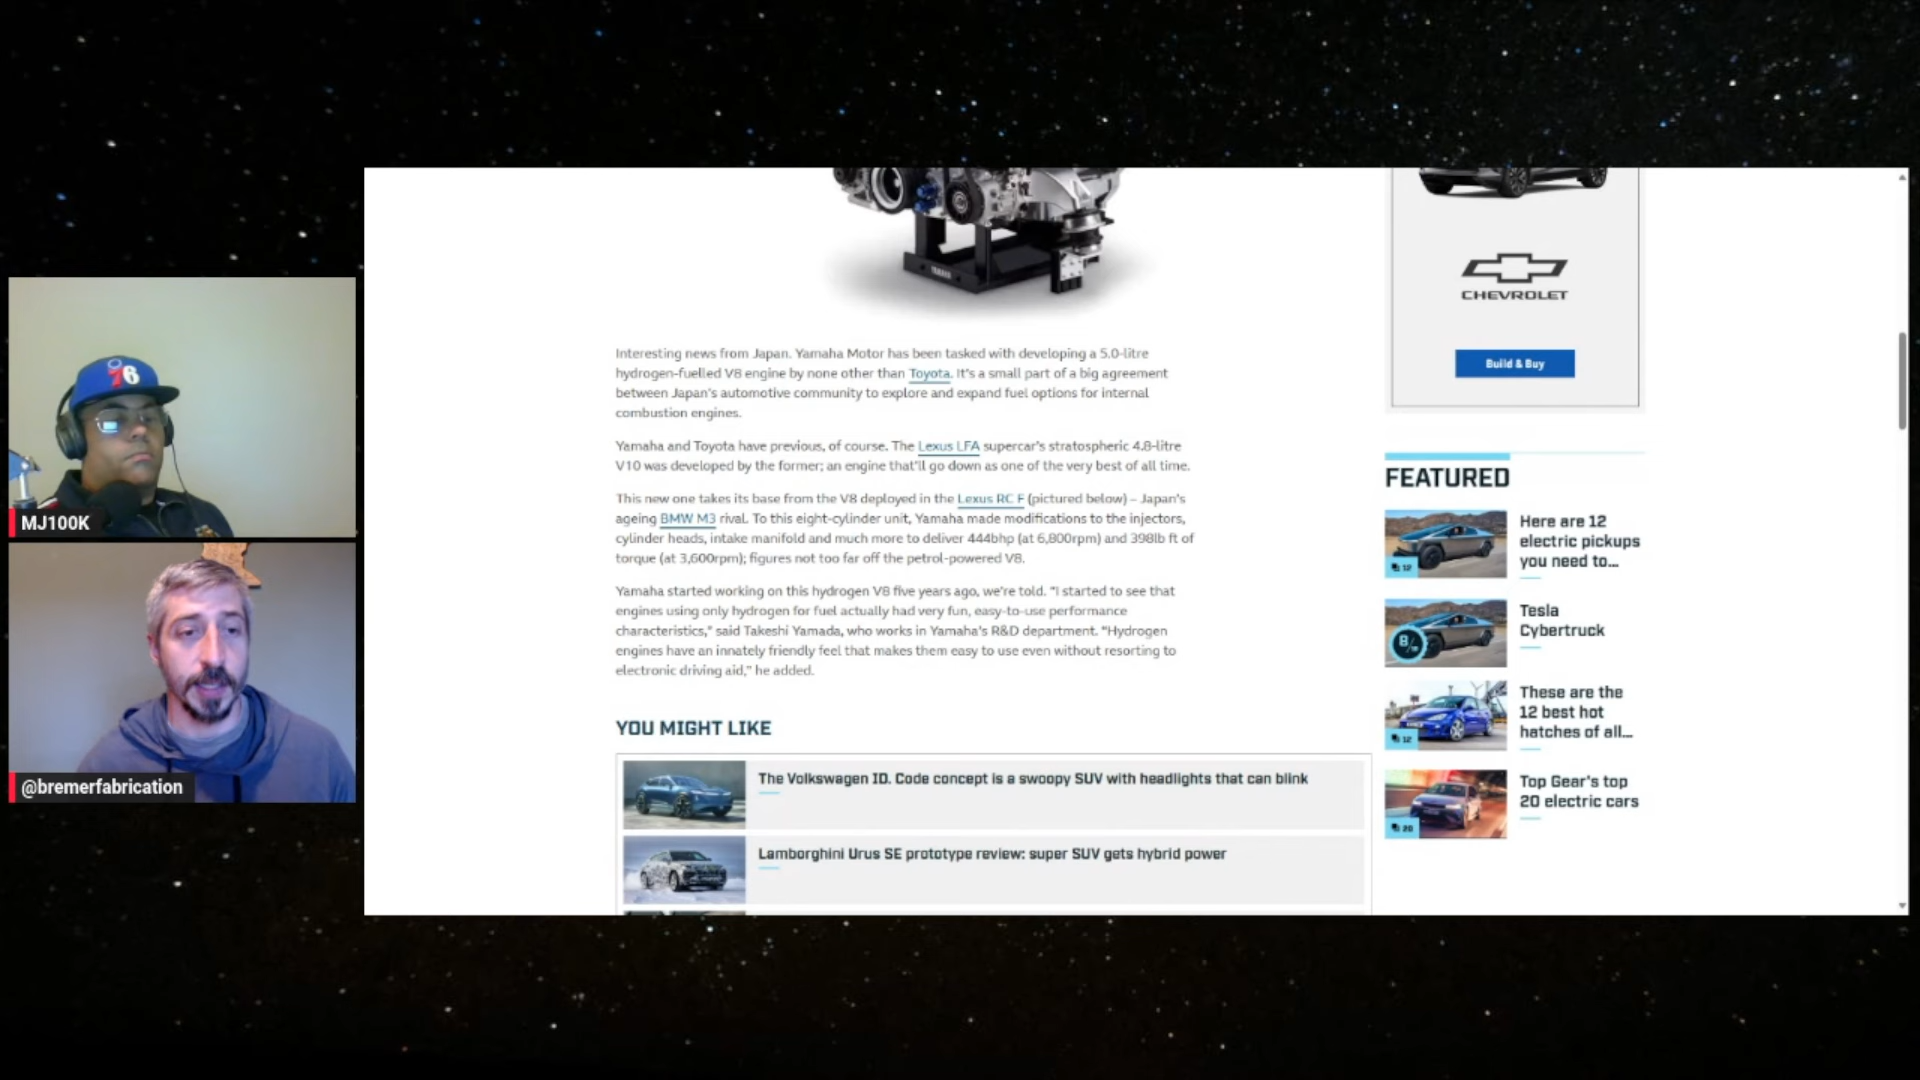 76
MJ100K
@bremerfabrication
YAMAHA
Interesting news from Japan. Yamaha Motor has been tasked with developing a 5.0-litre
hydrogen-fuelled V8 engine by none other than Toyota. It's a small part of a big agreement
between Japan's automotive community to explore and expand fuel options for internal
combustion engines.
Yamaha and Toyota have previous, of course. The Lexus LFA supercar's stratospheric 4.8-litre
V10 was developed by the former; an engine that'll go down as one of the very best of all time.
This new one takes its base from the V8 deployed in the Lexus RC F (pictured below) – Japan's
ageing BMW M3 rival. To this eight-cylinder unit, Yamaha made modifications to the injectors,
cylinder heads, intake manifold and much more to deliver 444bhp (at 6,800rpm) and 398lb ft of
torque (at 3,600rpm); figures not too far off the petrol-powered V8.
Yamaha started working on this hydrogen V8 five years ago, we're told. "I started to see that
engines using only hydrogen for fuel actually had very fun, easy-to-use performance
characteristics," said Takeshi Yamada, who works in Yamaha's R&D department. "Hydrogen
engines have an innately friendly feel that makes them easy to use even without resorting to
electronic driving aid," he added.
YOU MIGHT LIKE
The Volkswagen ID. Code concept is a swoopy SUV with headlights that can blink
Lamborghini Urus SE prototype review: super SUV gets hybrid power
CHEVROLET
Build & Buy
FEATURED
12
Here are 12
electric pickups
you need to...
8/10
Tesla
Cybertruck
12
These are the
12 best hot
hatches of all...
20
Top Gear's top
20 electric cars